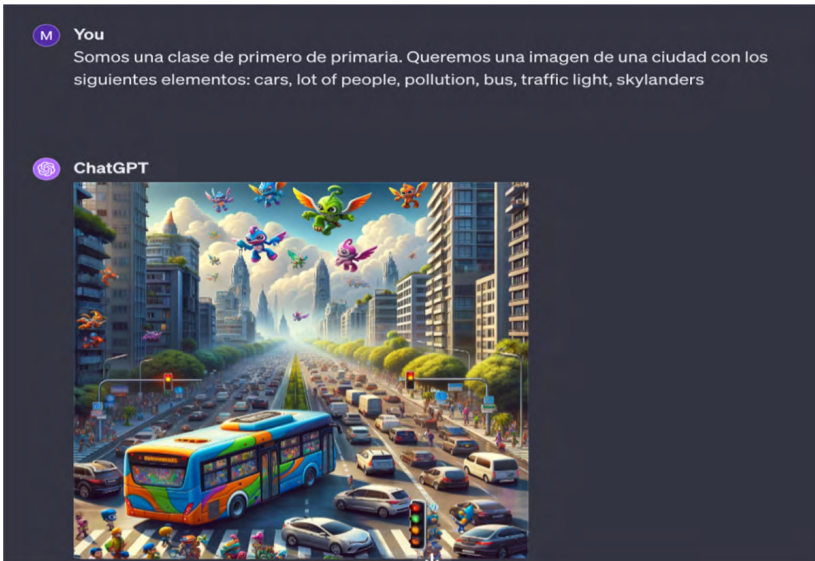 M
You
Somos una clase de primero de primaria. Queremos una imagen de una ciudad con los
siguientes elementos: cars, lot of people, pollution, bus, traffic light, skylanders
ChatGPT